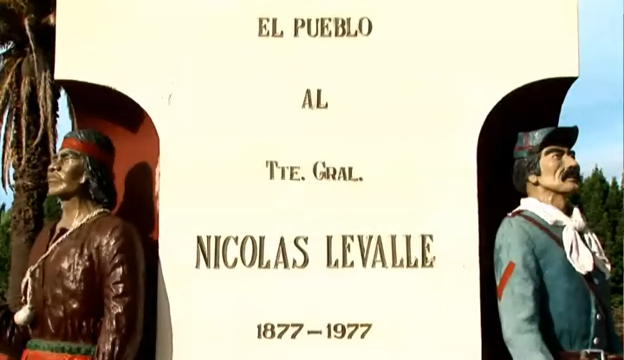 EL PUEBLO
AL
TTE. GRAL.
NICOLAS LEVALLE
1877-1977